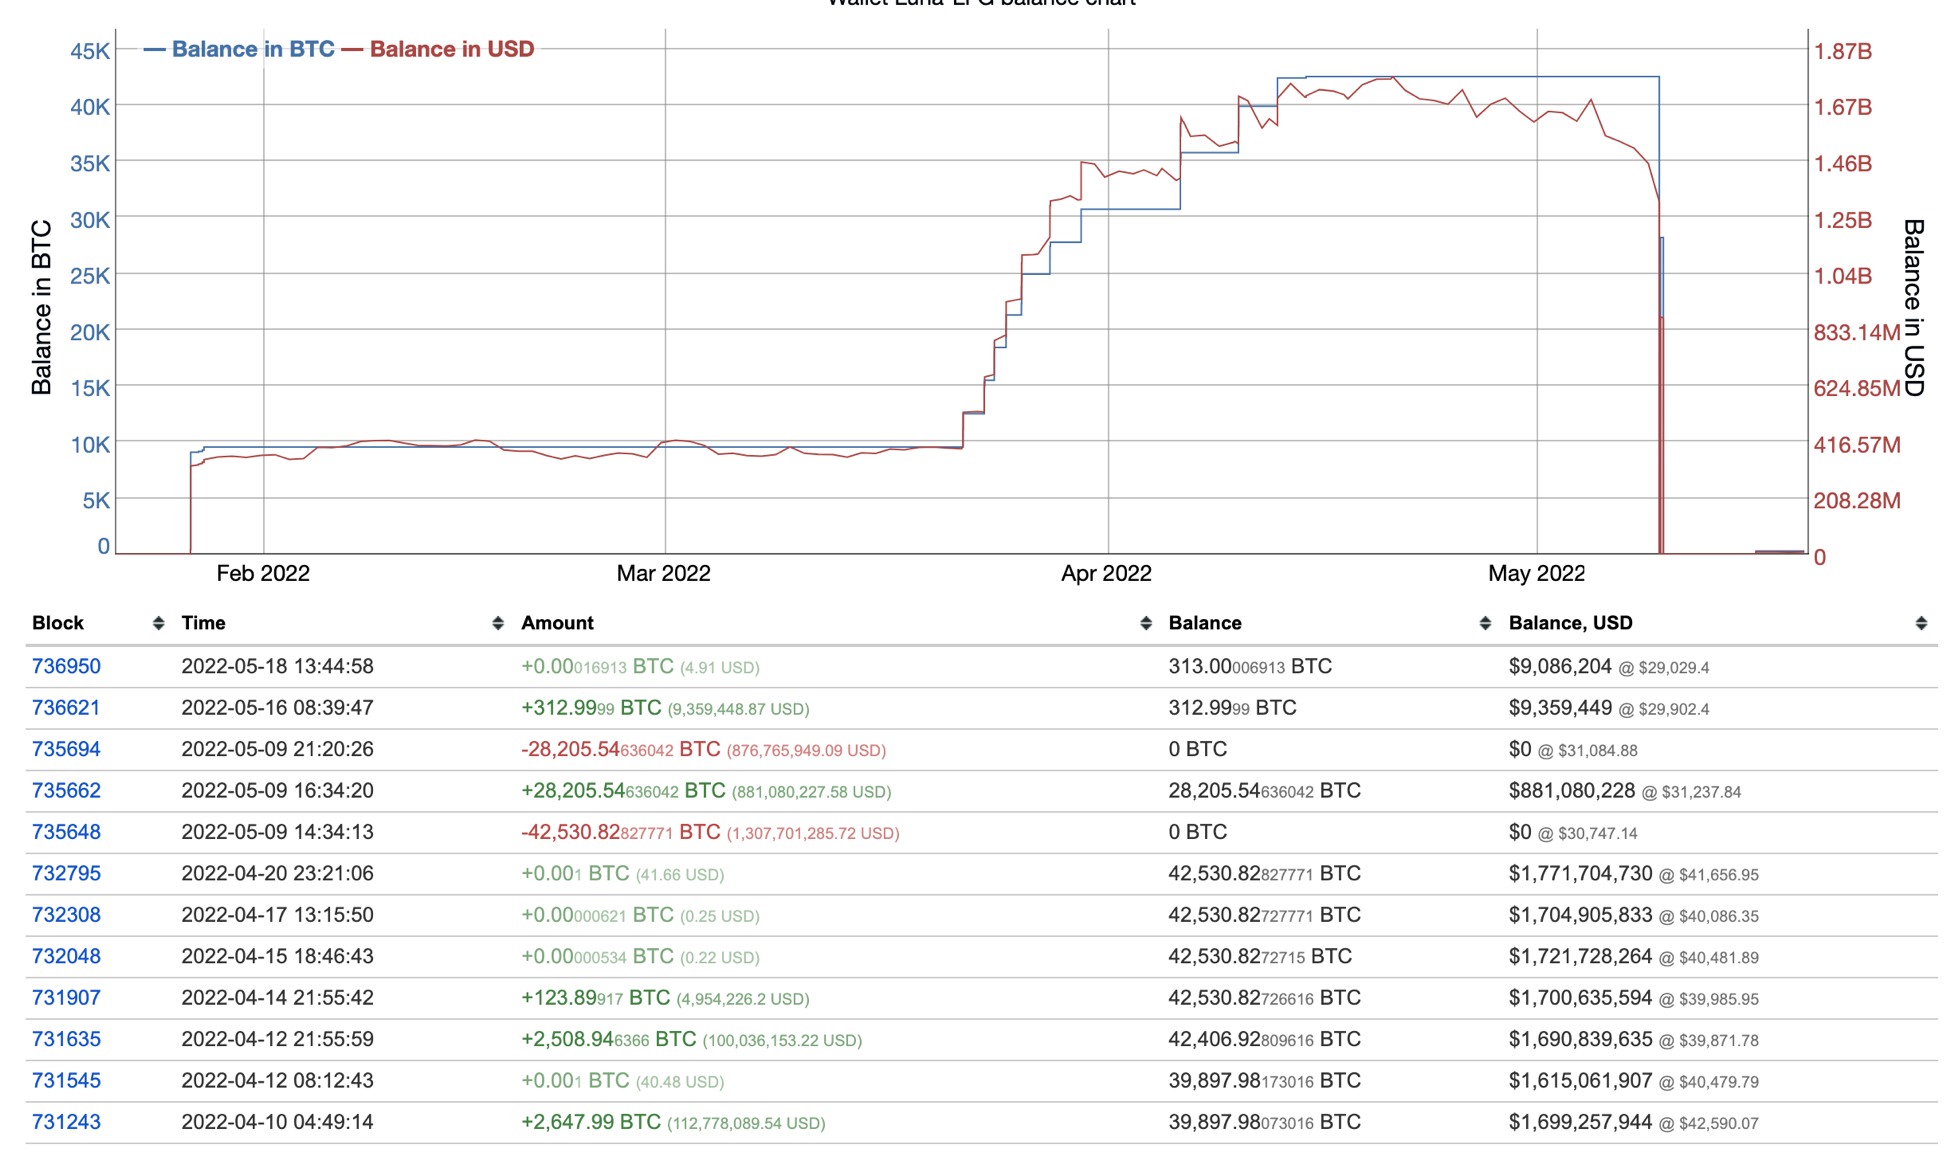 Wallet Luna-LFG balance chart
Balance in BTC Balance in USD
45K
40K
35K
30K
25K
20K
15K
10K
5K
0
Balance in BTC
1.87B
1.67B
1.46B
1.25B
1.04B
833.14M
624.85M
416.57M
208.28M
0
Balance in USD
Feb 2022 Mar 2022 Apr 2022 May 2022
Block Time Amount Balance Balance, USD
736950 2022-05-18 13:44:58 +0.00016913 BTC (4.91 USD) 313.00006913 BTC $9,086,204 @ $29,029.4
736621 2022-05-16 08:39:47 +312.9999 BTC (9,359,448.87 USD) 312.9999 BTC $9,359,449 @ $29,902.4
735694 2022-05-09 21:20:26 -28,205.54636042 BTC (876,765,949.09 USD) 0 BTC $0 @ $31,084.88
735662 2022-05-09 16:34:20 +28,205.54636042 BTC (881,080,227.58 USD) 28,205.54636042 BTC $881,080,228 @ $31,237.84
735648 2022-05-09 14:34:13 -42,530.82827771 BTC (1,307,701,285.72 USD) 0 BTC $0 @ $30,747.14
732795 2022-04-20 23:21:06 +0.001 BTC (41.66 USD) 42,530.82827771 BTC $1,771,704,730 @ $41,656.95
732308 2022-04-17 13:15:50 +0.00000621 BTC (0.25 USD) 42,530.82727771 BTC $1,704,905,833 @ $40,086.35
732048 2022-04-15 18:46:43 +0.00000534 BTC (0.22 USD) 42,530.8272715 BTC $1,721,728,264 @ $40,481.89
731907 2022-04-14 21:55:42 +123.89917 BTC (4,954,226.2 USD) 42,530.82726616 BTC $1,700,635,594 @ $39,985.95
731635 2022-04-12 21:55:59 +2,508.946366 BTC (100,036,153.22 USD) 42,406.92809616 BTC $1,690,839,635 @ $39,871.78
731545 2022-04-12 08:12:43 +0.001 BTC (40.48 USD) 39,897.98173016 BTC $1,615,061,907 @ $40,479.79
731243 2022-04-10 04:49:14 +2,647.99 BTC (112,778,089.54 USD) 39,897.98073016 BTC $1,699,257,944 @ $42,590.07